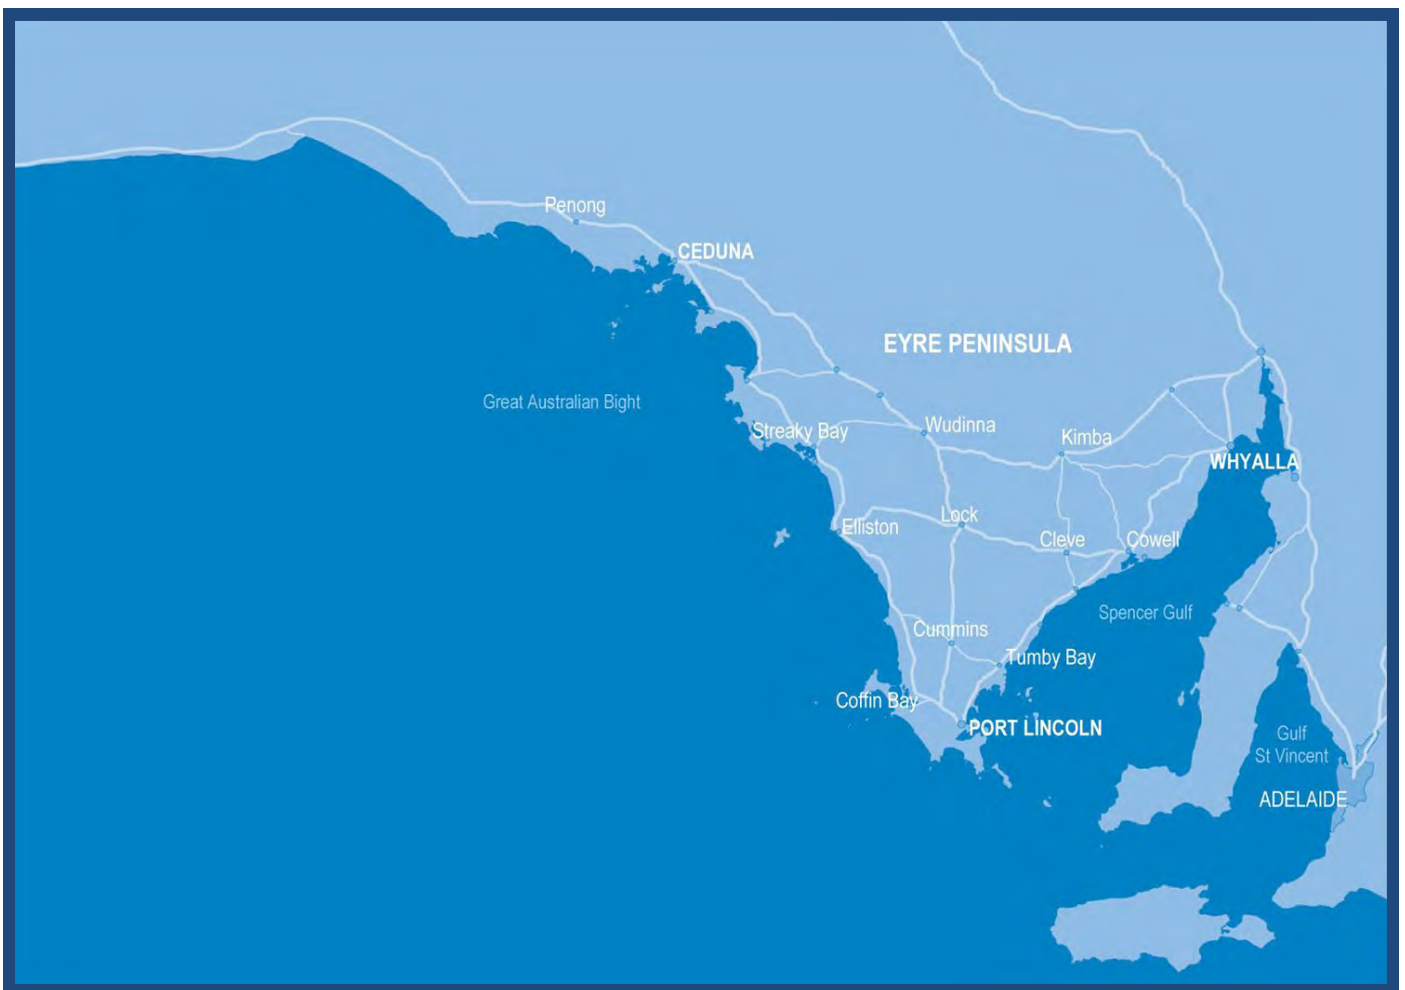 Penong
CEDUNA
EYRE PENINSULA
Great Australian Bight
Streaky Bay
Wudinna
Kimba
WHYALLA
Elliston
Lock
Cleve
Cowell
Spencer Gulf
Cummins
Tumby Bay
Coffin Bay
PORT LINCOLN
Gulf
St Vincent
ADELAIDE